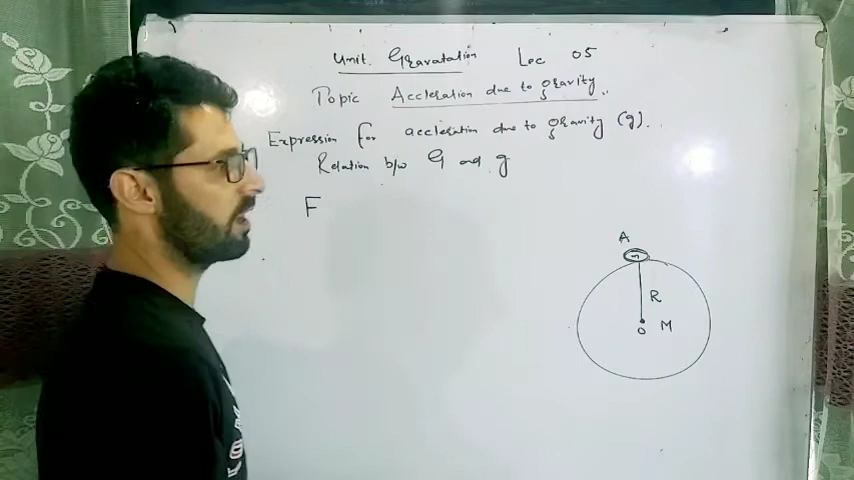 Unit. Gravatation Lec 05
Topic Accleration due to gravity..
Expression for accleration due to gravity (g).
Relation b/w G and g
F
A
m
R
O M